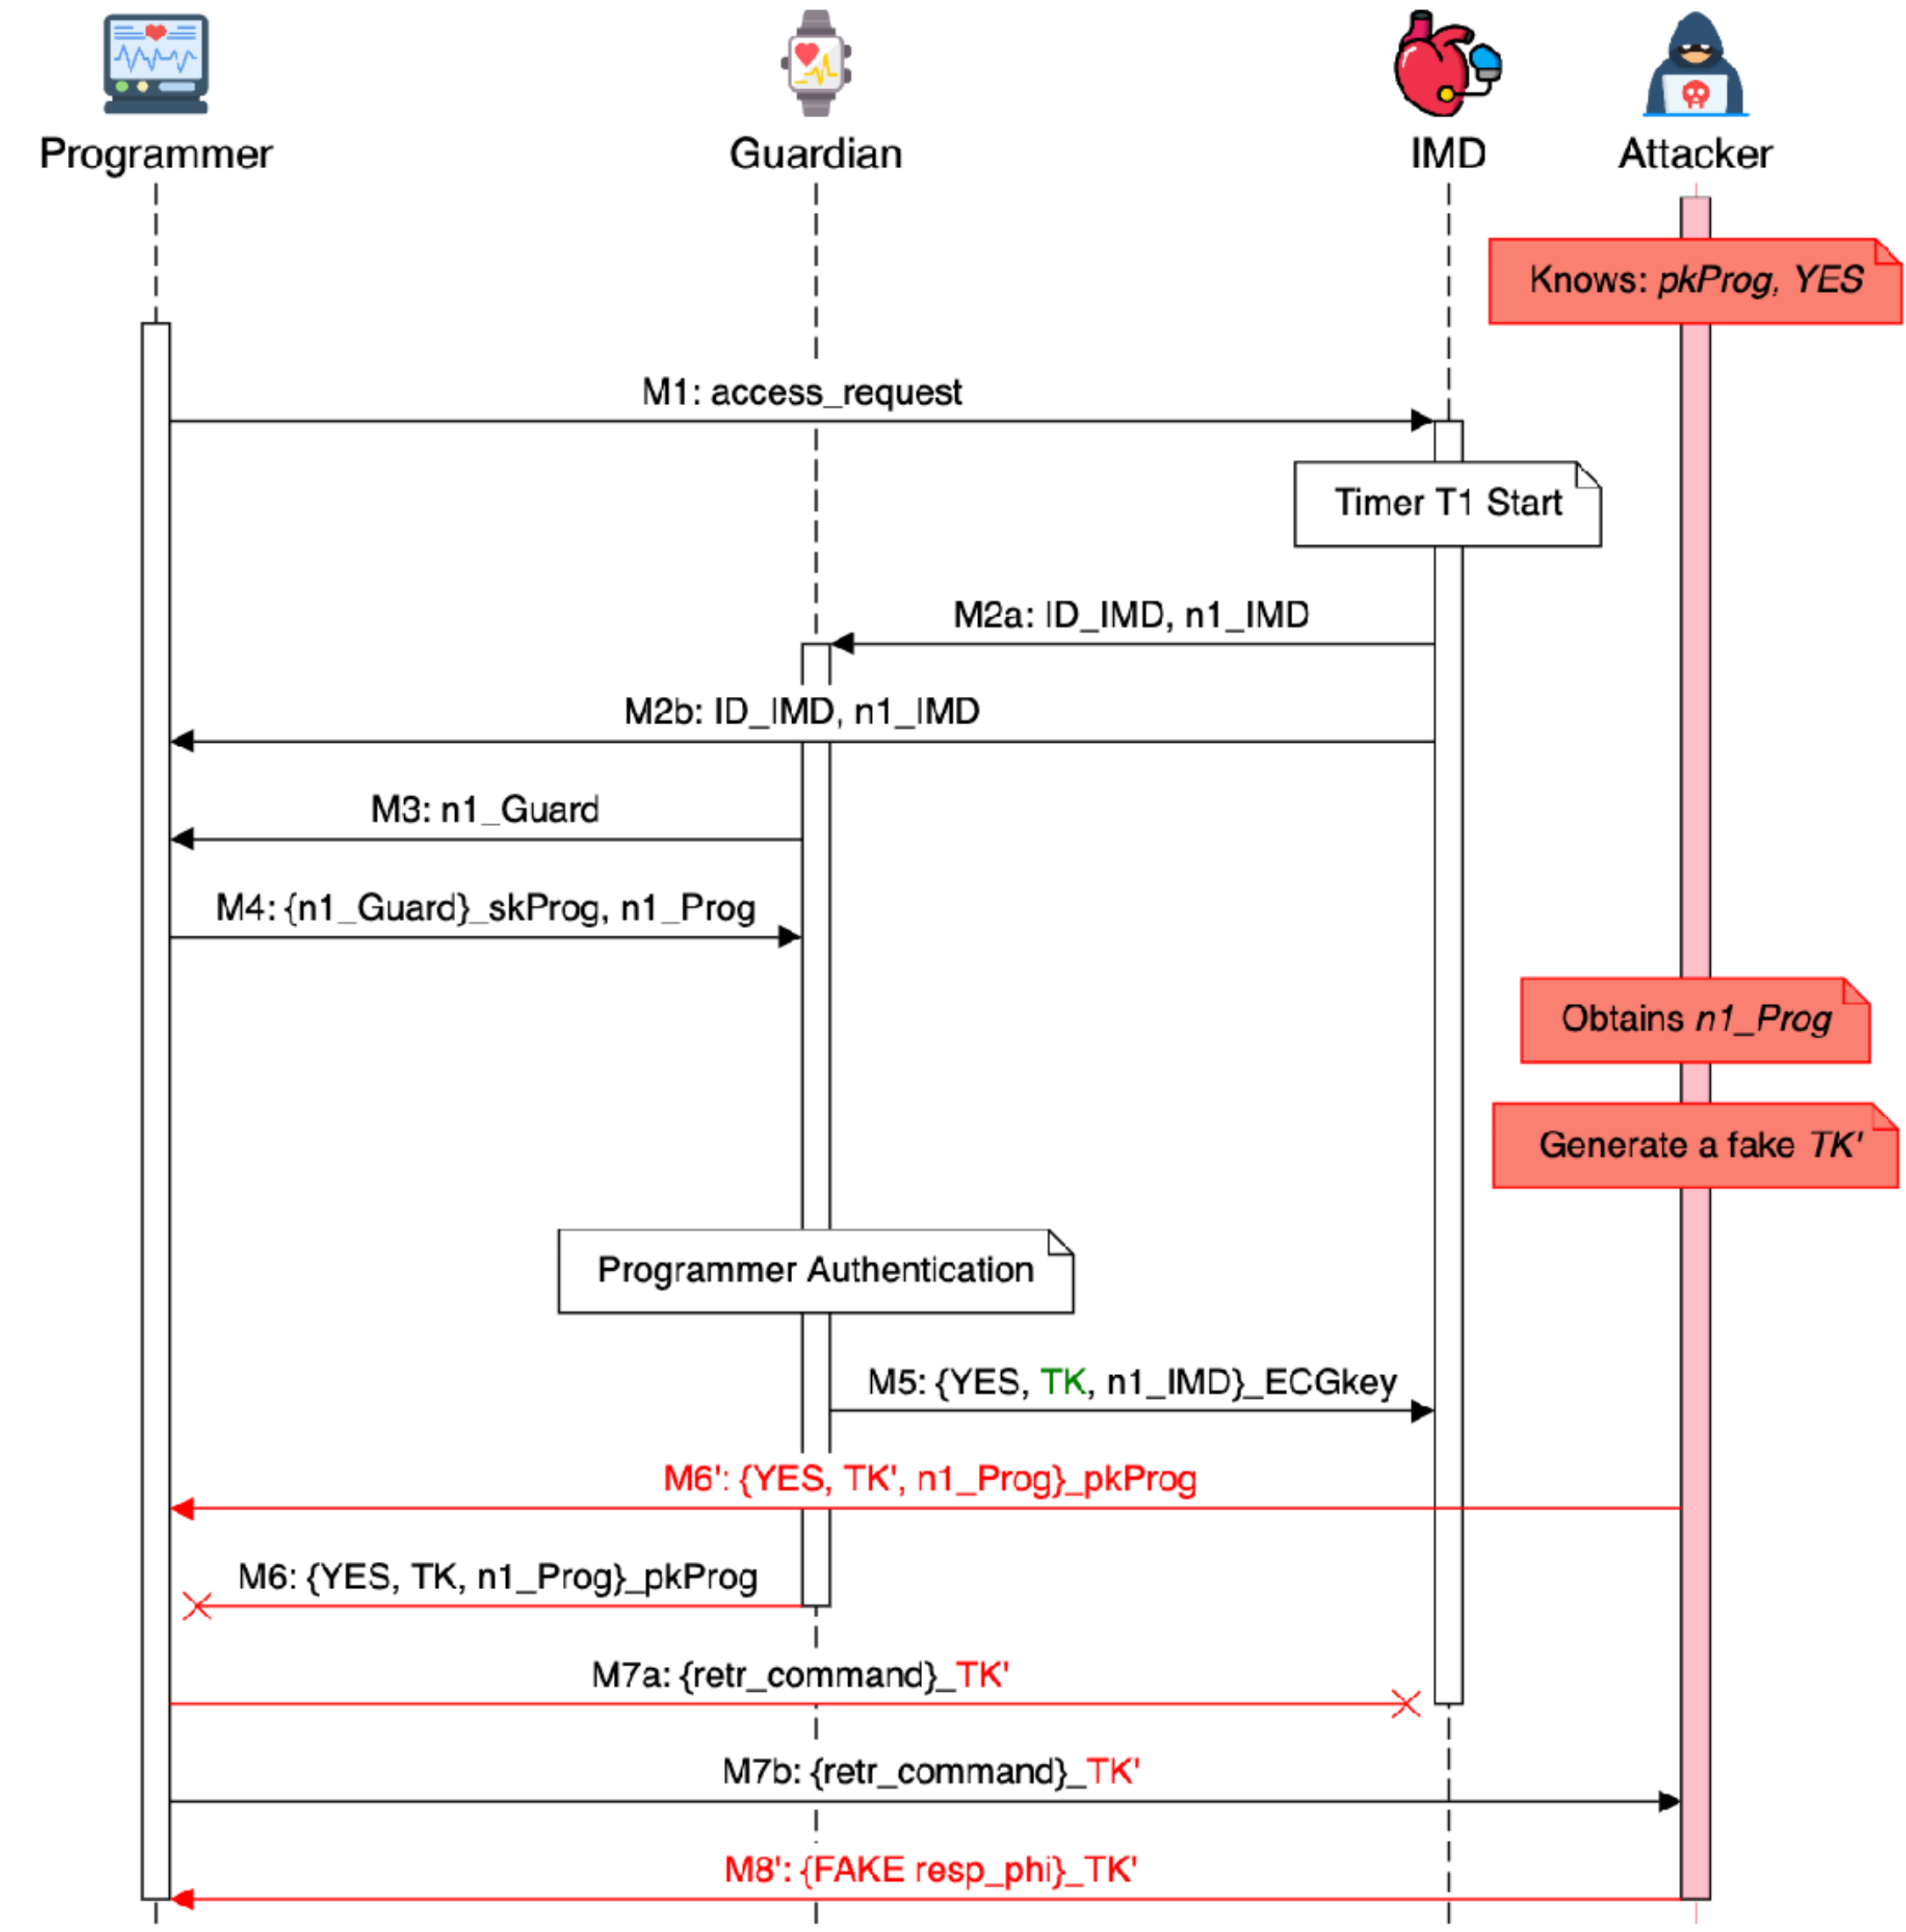 Programmer
Guardian
IMD
Attacker
Knows: pkProg, YES
M1: access_request
Timer T1 Start
M2a: ID_IMD, n1_IMD
M2b: ID_IMD, n1_IMD
M3: n1_Guard
M4: {n1_Guard}_skProg, n1_Prog
Obtains n1_Prog
Generate a fake TK'
Programmer Authentication
M5: {YES, TK, n1_IMD}_ECGkey
M6': {YES, TK', n1_Prog}_pkProg
M6: {YES, TK, n1_Prog}_pkProg
M7a: {retr_command}_TK'
M7b: {retr_command}_TK'
M8': {FAKE resp_phi}_TK'